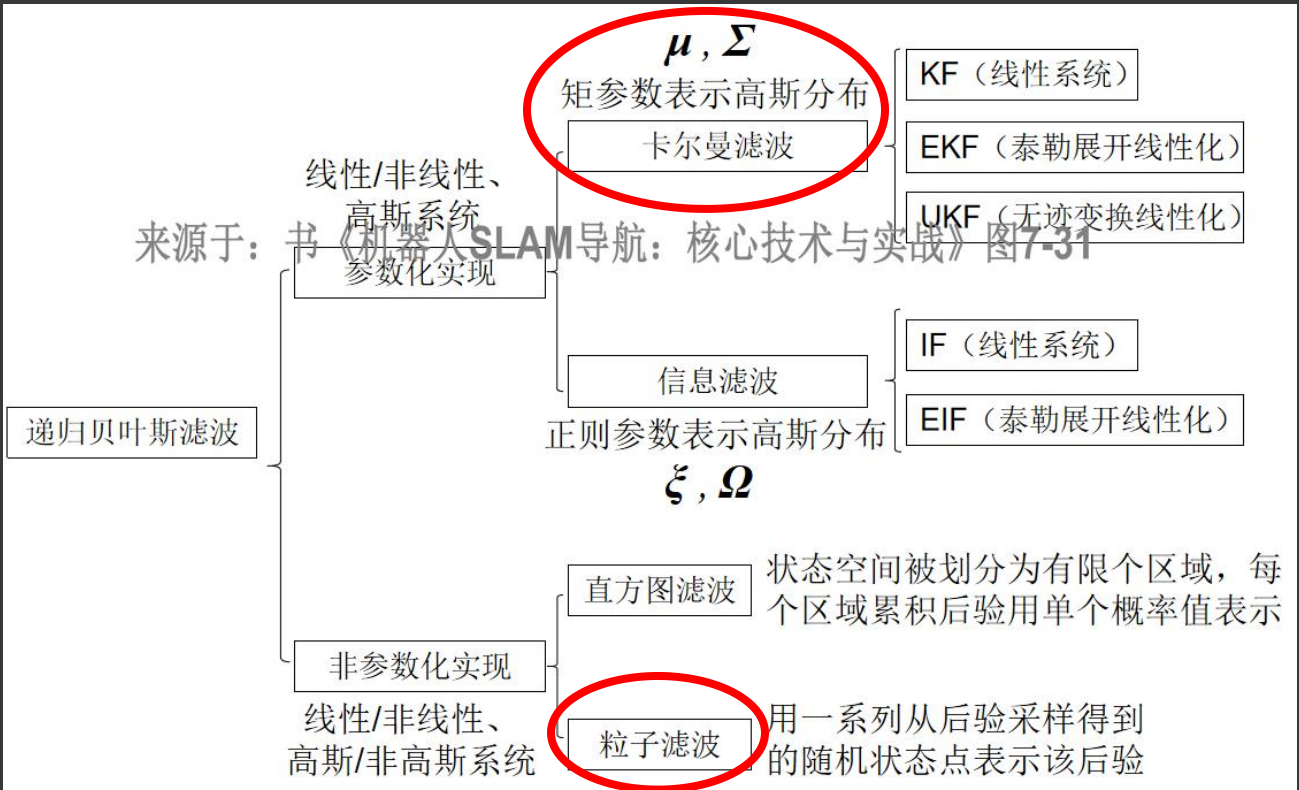 μ , Σ
矩参数表示高斯分布
卡尔曼滤波
KF（线性系统）
EKF（泰勒展开线性化）
UKF（无迹变换线性化）
线性/非线性、
高斯系统
参数化实现
来源于：书《机器人SLAM导航：核心技术与实战》图7-31
信息滤波
正则参数表示高斯分布
ξ , Ω
IF（线性系统）
EIF（泰勒展开线性化）
递归贝叶斯滤波
直方图滤波
状态空间被划分为有限个区域，每
个区域累积后验用单个概率值表示
非参数化实现
线性/非线性、
高斯/非高斯系统
粒子滤波
用一系列从后验采样得到
的随机状态点表示该后验